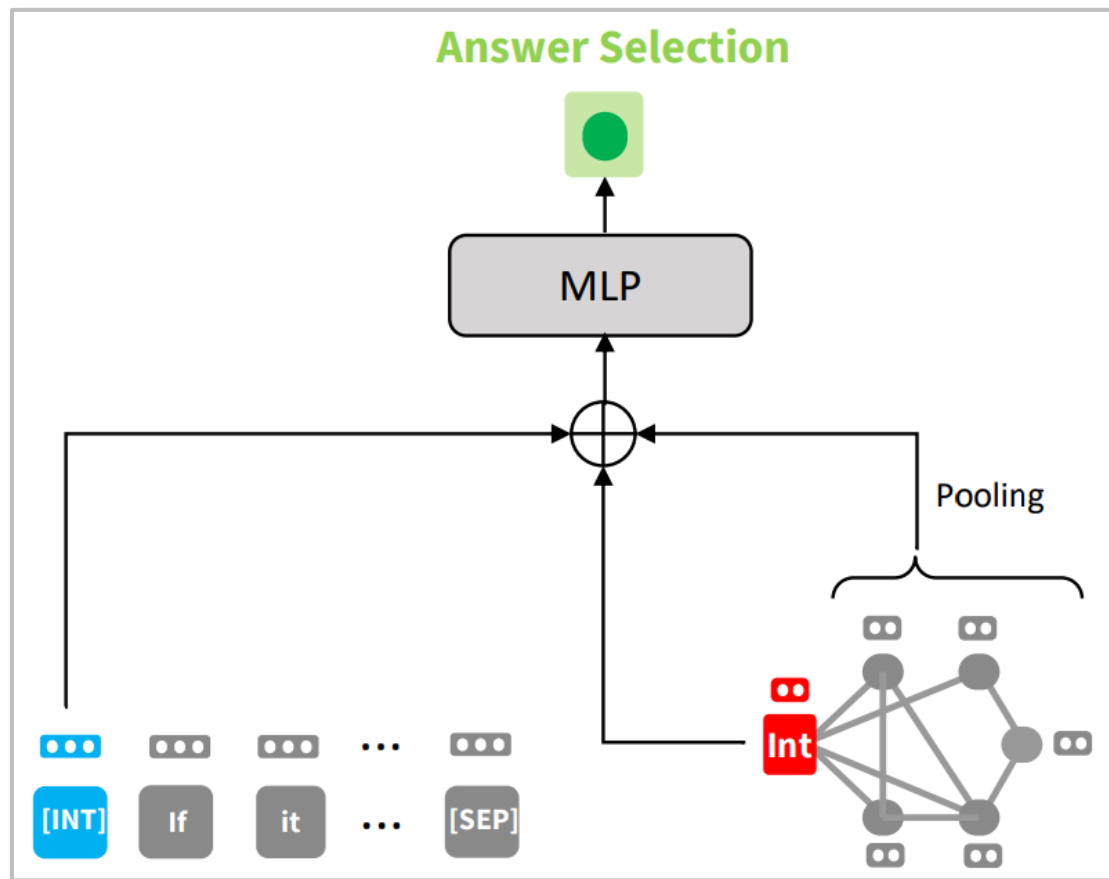 Answer Selection
MLP
Pooling
Int
...
[INT] If it ... [SEP]